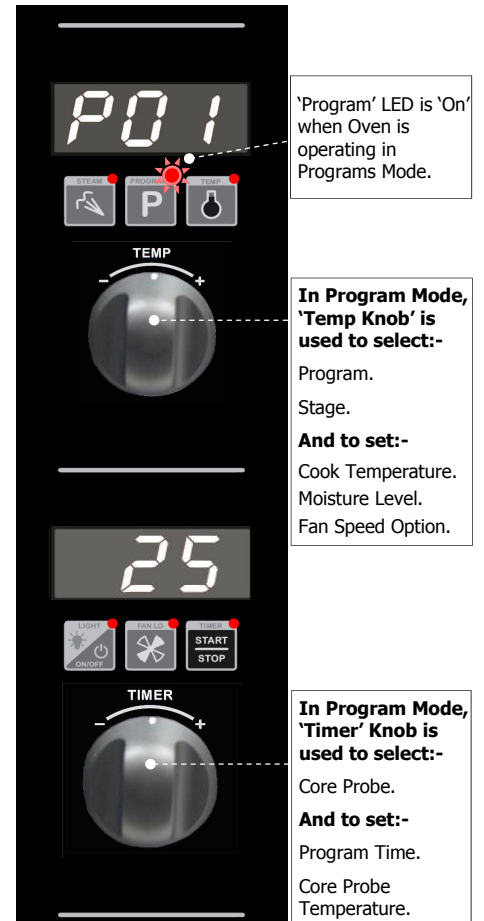 P01
‘Program’ LED is ‘On’
when Oven is
operating in
Programs Mode.
STEAM PROGRAM TEMP
P
TEMP
- +
In Program Mode,
‘Temp Knob’ is
used to select:-
Program.
Stage.
And to set:-
Cook Temperature.
Moisture Level.
Fan Speed Option.
25
LIGHT FAN LO TIMER
ON/OFF START
STOP
TIMER
- +
In Program Mode,
‘Timer’ Knob is
used to select:-
Core Probe.
And to set:-
Program Time.
Core Probe
Temperature.